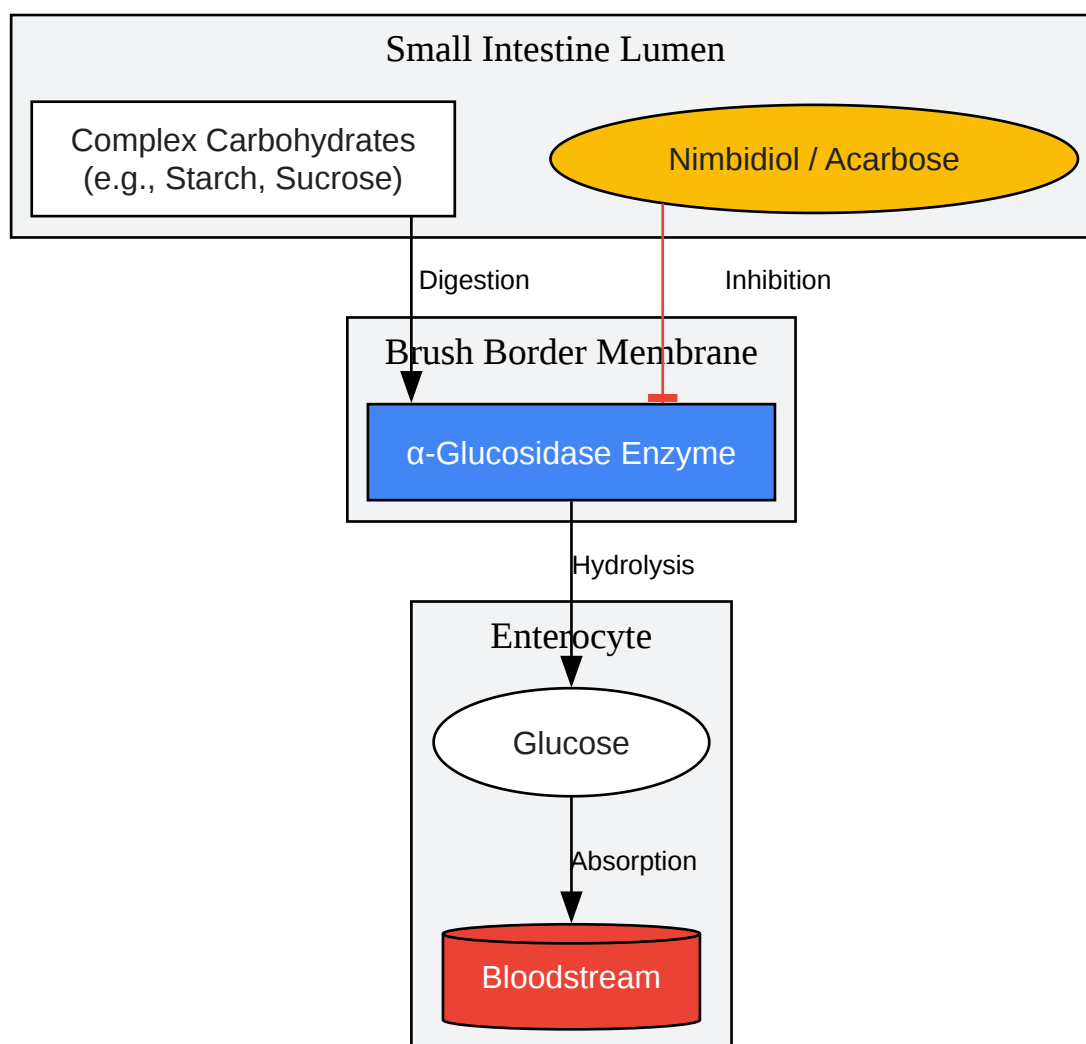 Small Intestine Lumen
Complex Carbohydrates
(e.g., Starch, Sucrose)
Nimbidiol / Acarbose
Digestion
Inhibition
Brush Border Membrane
α-Glucosidase Enzyme
Hydrolysis
Enterocyte
Glucose
Absorption
Bloodstream